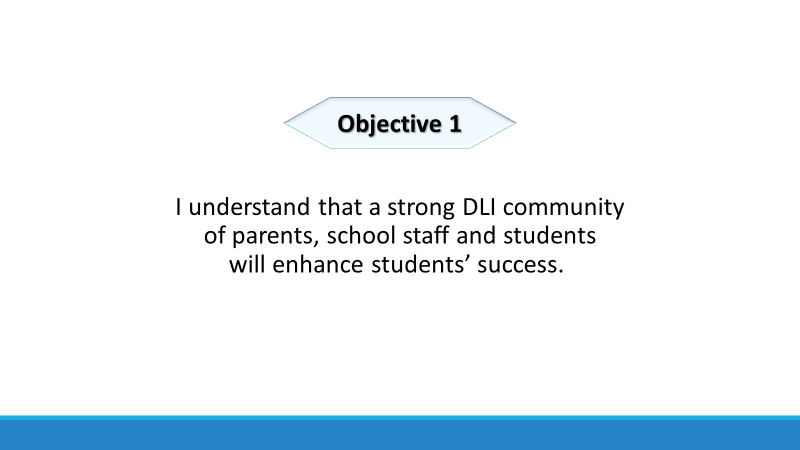 Objective 1
I understand that a strong DLI community
of parents, school staff and students
will enhance students’ success.